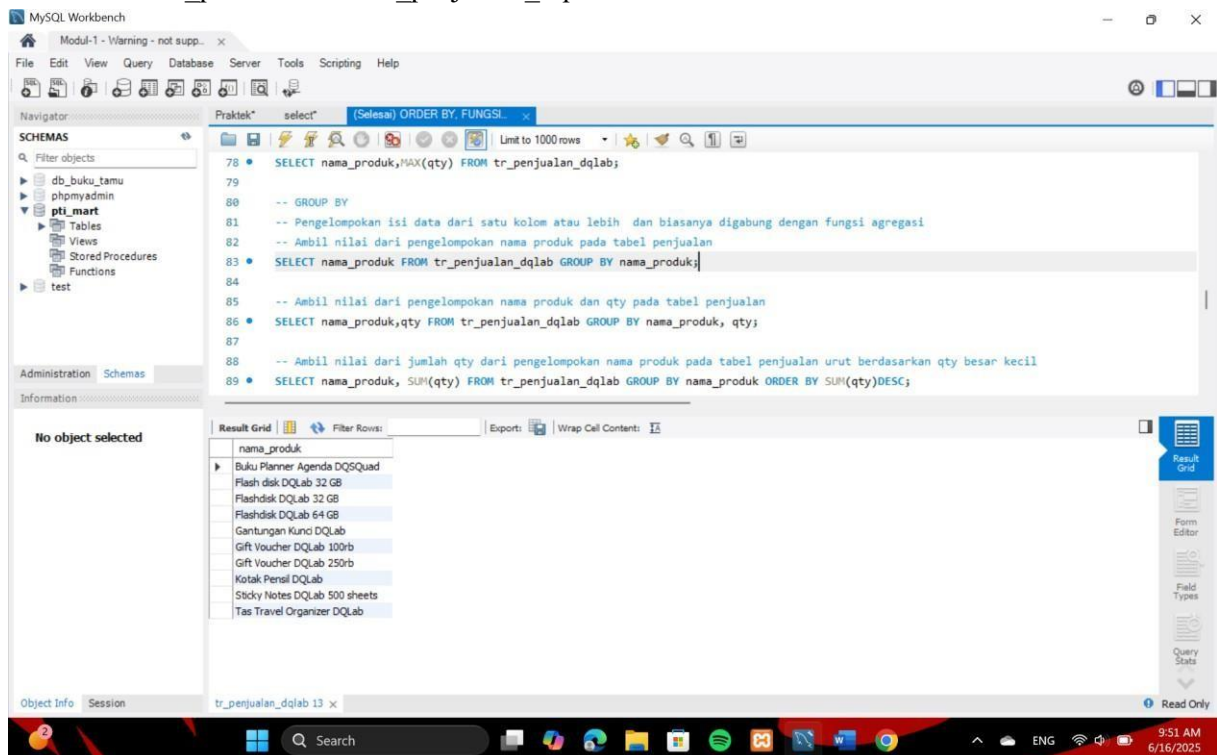 MySQL Workbench
Modul-1 - Warning - not supp..
File Edit View Query Database Server Tools Scripting Help
Navigator
Praktek* select* (Selesai) ORDER BY, FUNGSI..
SCHEMAS
Limit to 1000 rows
Filter objects
db_buku_tamu
phpmyadmin
pti_mart
Tables
Views
Stored Procedures
Functions
test
78 SELECT nama_produk,MAX(qty) FROM tr_penjualan_dqlab;
79
80 -- GROUP BY
81 -- Pengelompokan isi data dari satu kolom atau lebih dan biasanya digabung dengan fungsi agregasi
82 -- Ambil nilai dari pengelompokan nama produk pada tabel penjualan
83 SELECT nama_produk FROM tr_penjualan_dqlab GROUP BY nama_produk;
84
85 -- Ambil nilai dari pengelompokan nama produk dan qty pada tabel penjualan
86 SELECT nama_produk,qty FROM tr_penjualan_dqlab GROUP BY nama_produk, qty;
87
88 -- Ambil nilai dari jumlah qty dari pengelompokan nama produk pada tabel penjualan urut berdasarkan qty besar kecil
89 SELECT nama_produk, SUM(qty) FROM tr_penjualan_dqlab GROUP BY nama_produk ORDER BY SUM(qty)DESC;
Administration Schemas
Information
No object selected
Result Grid Filter Rows: Export: Wrap Cell Content:
nama_produk
Buku Planner Agenda DQSQuad
Flash disk DQLab 32 GB
Flashdisk DQLab 32 GB
Flashdisk DQLab 64 GB
Gantungan Kunci DQLab
Gift Voucher DQLab 100rb
Gift Voucher DQLab 250rb
Kotak Pensil DQLab
Sticky Notes DQLab 500 sheets
Tas Travel Organizer DQLab
Result Grid
Form Editor
Field Types
Query Stats
Object Info Session
tr_penjualan_dqlab 13
Read Only
2
Search
ENG
9:51 AM
6/16/2025